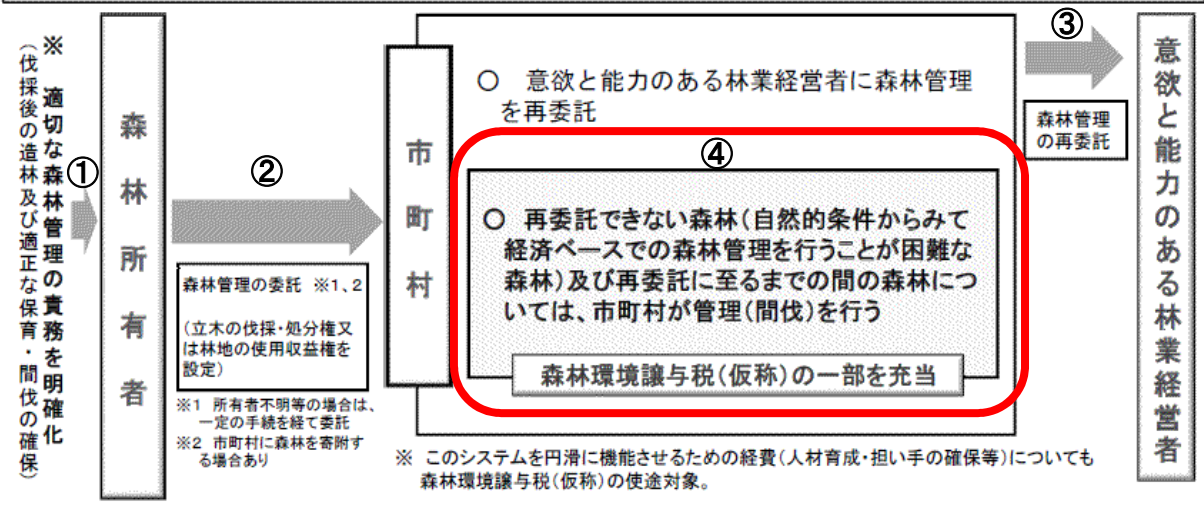 ※ 適切な森林管理の責務を明確化
（伐採後の造林及び適正な保育・間伐の確保）
①
森林所有者
②
森林管理の委託 ※1、2
（立木の伐採・処分権又
は林地の使用収益権を
設定）
※1 所有者不明等の場合は、
一定の手続を経て委託
※2 市町村に森林を寄附す
る場合あり
市町村
○ 意欲と能力のある林業経営者に森林管理
を再委託
④
○ 再委託できない森林（自然的条件からみて
経済ベースでの森林管理を行うことが困難な
森林）及び再委託に至るまでの間の森林につ
いては、市町村が管理（間伐）を行う
森林環境譲与税（仮称）の一部を充当
※ このシステムを円滑に機能させるための経費（人材育成・担い手の確保等）についても
森林環境譲与税（仮称）の使途対象。
③
森林管理
の再委託
意欲と能力のある林業経営者